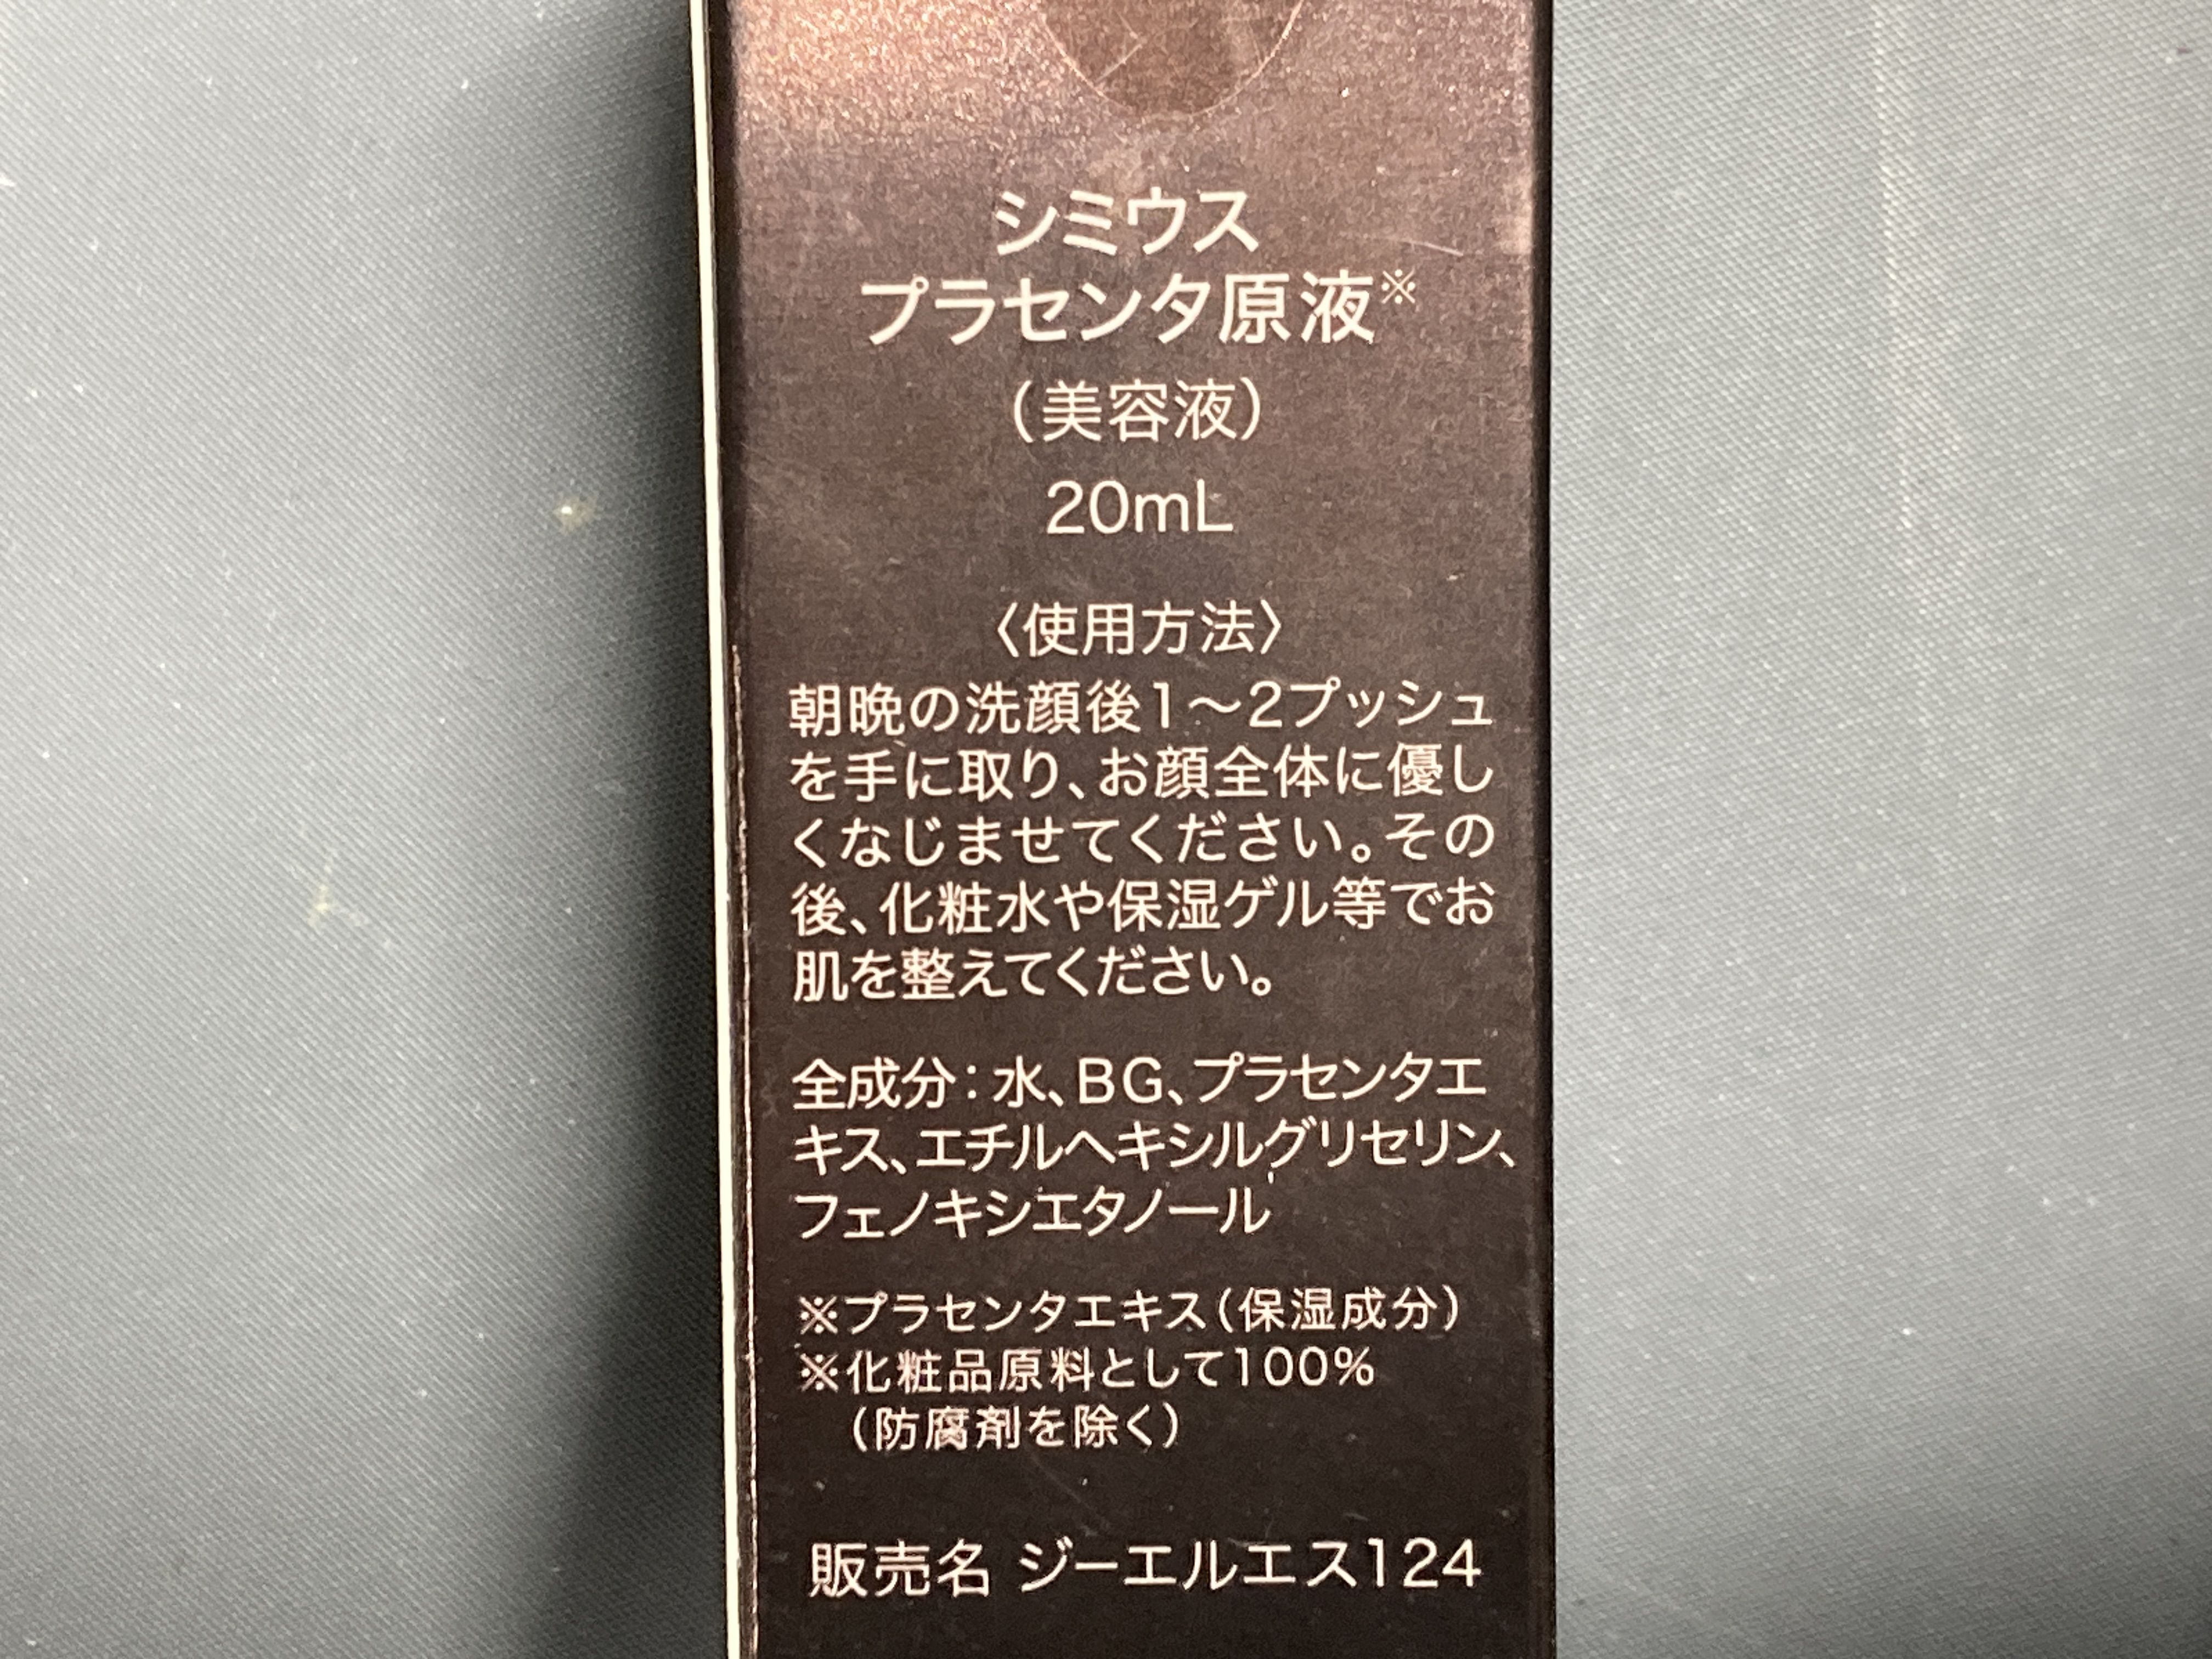 シミウス
プラセンタ原液※
（美容液）
20mL
〈使用方法〉
朝晩の洗顔後1〜2プッシュ
を手に取り、お顔全体に優し
くなじませてください。その
後、化粧水や保湿ゲル等でお
肌を整えてください。
全成分：水、BG、プラセンタエ
キス、エチルヘキシルグリセリン、
フェノキシエタノール
※プラセンタエキス（保湿成分）
※化粧品原料として100%
（防腐剤を除く）
販売名 ジーエルエス124